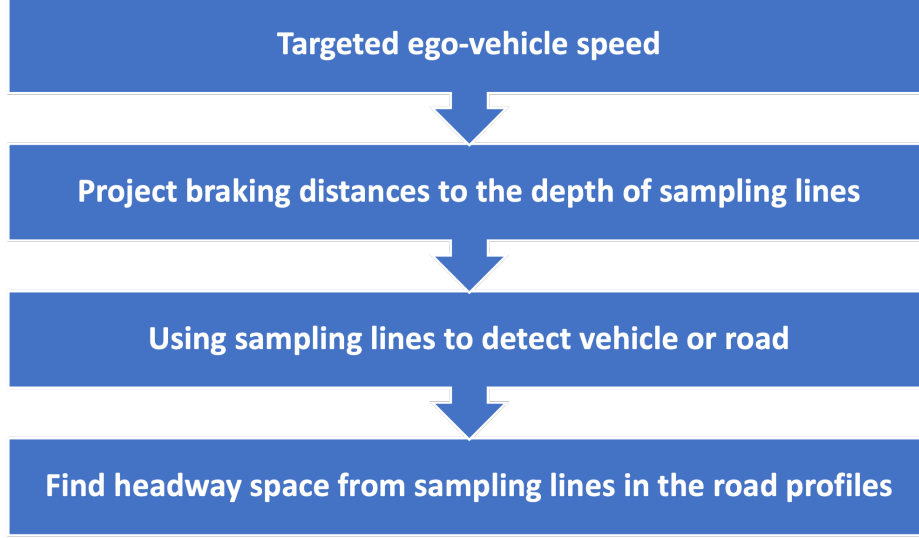 Targeted ego-vehicle speed
Project braking distances to the depth of sampling lines
Using sampling lines to detect vehicle or road
Find headway space from sampling lines in the road profiles